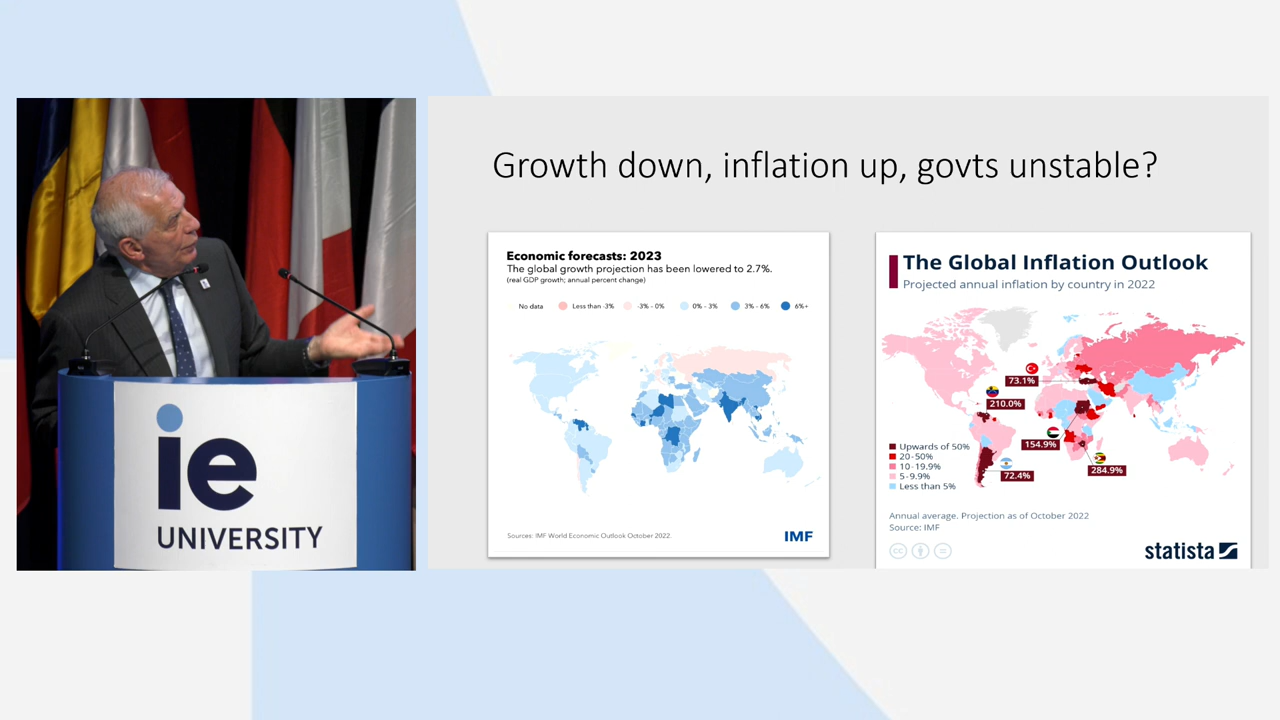 Growth down, inflation up, govts unstable?
ie
UNIVERSITY
Economic forecasts: 2023
The global growth projection has been lowered to 2.7%.
(real GDP growth; annual percent change)
No data
Less than -3%
-3% - 0%
0% - 3%
3% - 6%
6%+
Sources: IMF World Economic Outlook October 2022.
IMF
The Global Inflation Outlook
Projected annual inflation by country in 2022
73.1%
210.0%
154.9%
72.4%
284.9%
Upwards of 50%
20-50%
10-19.9%
5-9.9%
Less than 5%
Annual average. Projection as of October 2022
Source: IMF
cc
statista